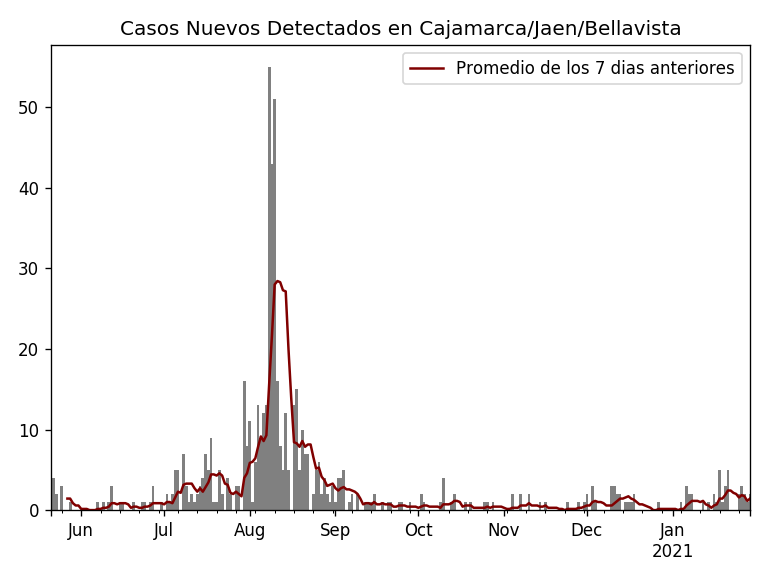 Casos Nuevos Detectados en Cajamarca/Jaen/Bellavista
Promedio de los 7 dias anteriores
50
40
30
20
10
0
Jun Jul Aug Sep Oct Nov Dec Jan
2021